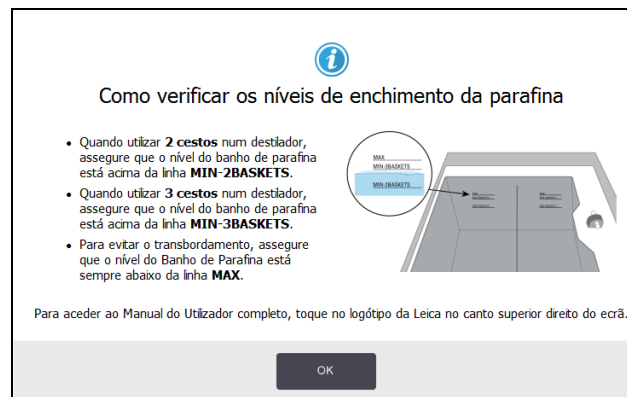 Como verificar os níveis de enchimento da parafina
• Quando utilizar 2 cestos num destilador,
assegure que o nível do banho de parafina
está acima da linha MIN-2BASKETS.
• Quando utilizar 3 cestos num destilador,
assegure que o nível do banho de parafina
está acima da linha MIN-3BASKETS.
• Para evitar o transbordamento, assegure
que o nível do Banho de Parafina está
sempre abaixo da linha MAX.
MAX
Para aceder ao Manual do Utilizador completo, toque no logótipo da Leica no canto superior direito do ecrã.
OK